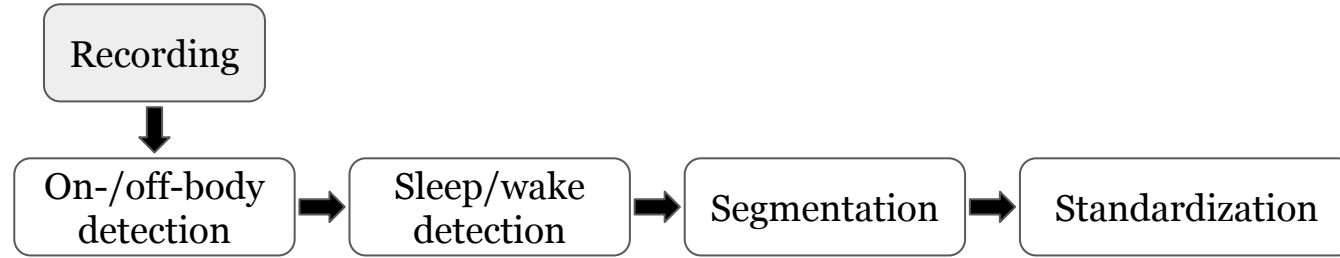 Recording
On-/off-body
detection
Sleep/wake
detection
Segmentation
Standardization